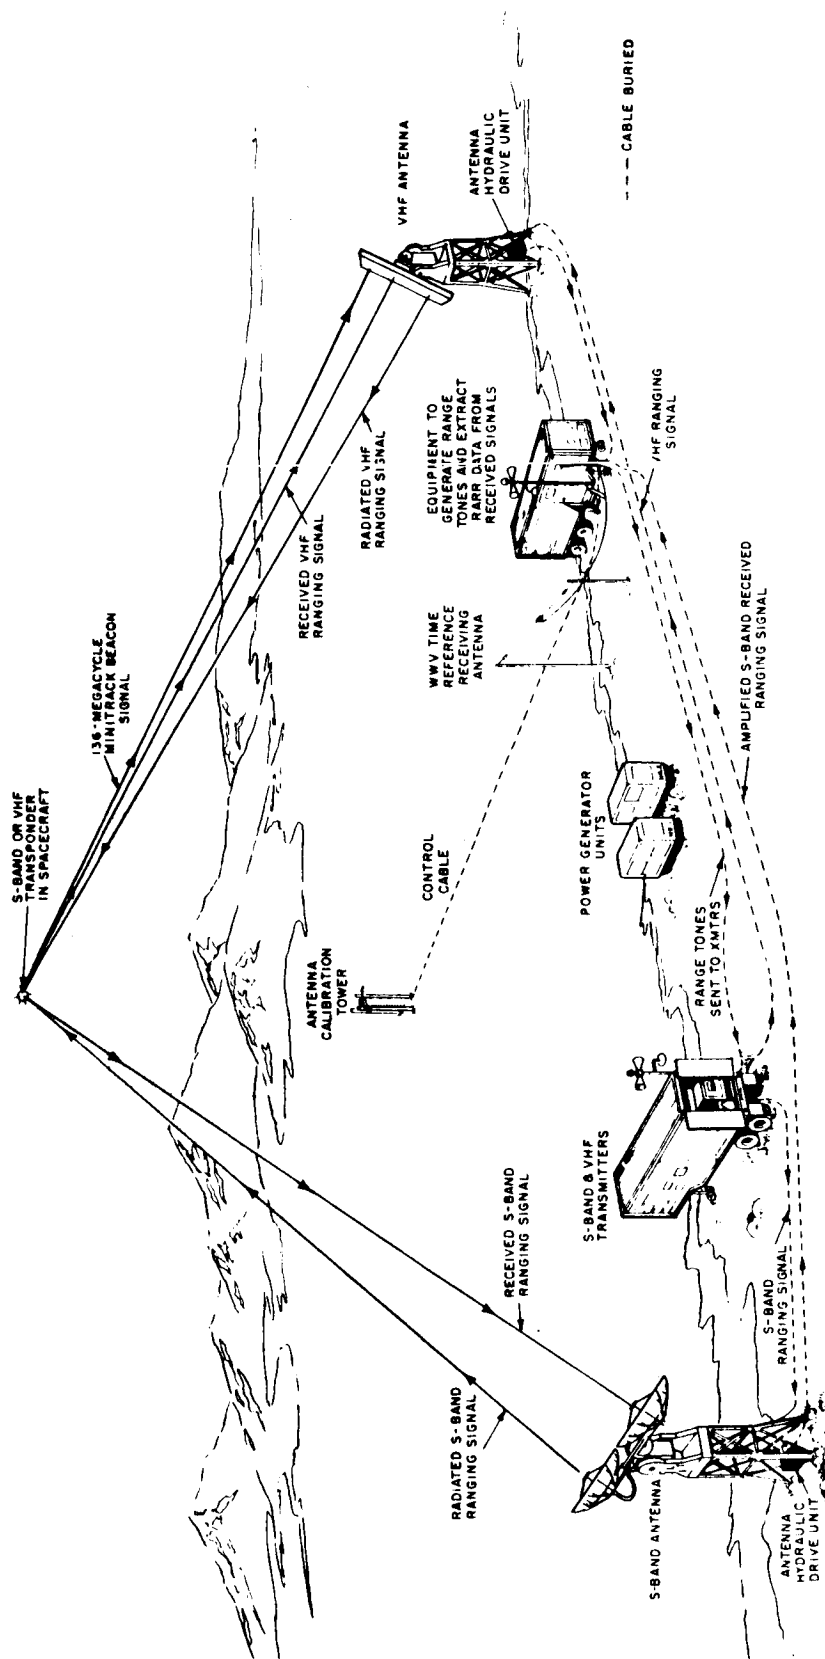 S-BAND OR VHF
TRANSPONDER
IN SPACECRAFT
136-MEGACYCLE
MINITRACK BEACON
SIGNAL
RECEIVED VHF
RANGING SIGNAL
RADIATED VHF
RANGING SIGNAL
VHF ANTENNA
ANTENNA
HYDRAULIC
DRIVE UNIT
ANTENNA
CALIBRATION
TOWER
CONTROL
CABLE
WWV TIME
REFERENCE
RECEIVING
ANTENNA
EQUIPMENT TO
GENERATE RANGE
TONES AND EXTRACT
RARR DATA FROM
RECEIVED SIGNALS
RADIATED S-BAND
RANGING SIGNAL
RECEIVED S-BAND
RANGING SIGNAL
S-BAND & VHF
TRANSMITTERS
POWER GENERATOR
UNITS
--- CABLE BURIED
S-BAND ANTENNA
ANTENNA
HYDRAULIC
DRIVE UNIT
S-BAND
RANGING SIGNAL
RANGE TONES
SENT TO XMTRS
AMPLIFIED S-BAND RECEIVED
RANGING SIGNAL
VHF RANGING
SIGNAL